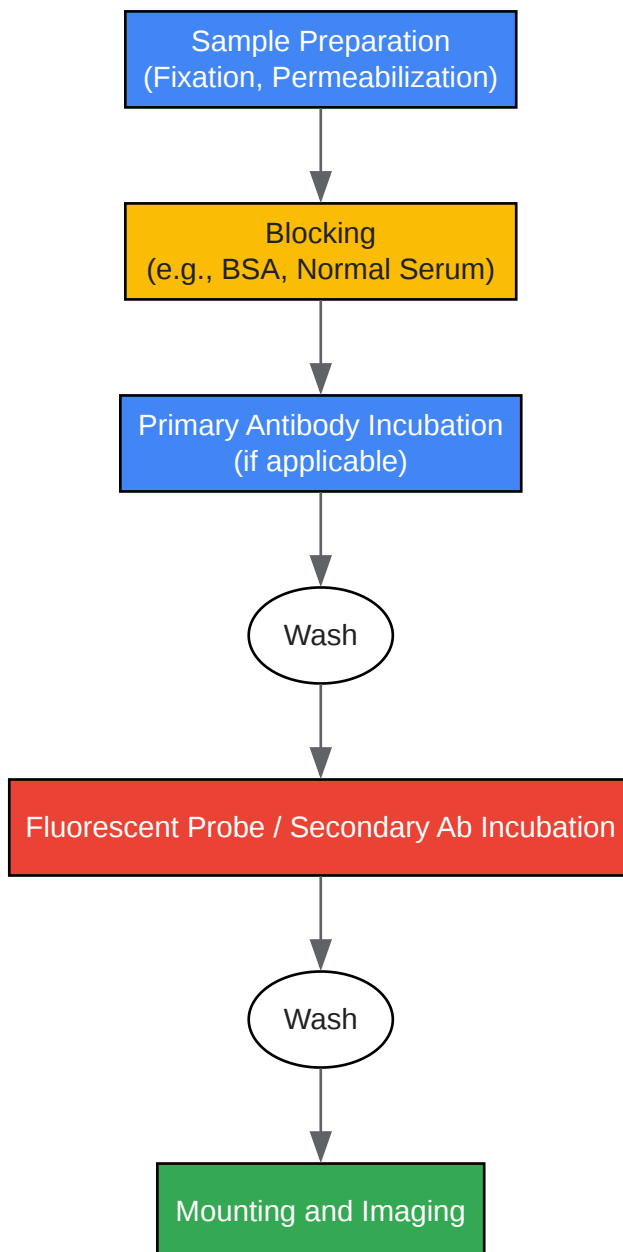 Sample Preparation
(Fixation, Permeabilization)
Blocking
(e.g., BSA, Normal Serum)
Primary Antibody Incubation
(if applicable)
Wash
Fluorescent Probe / Secondary Ab Incubation
Wash
Mounting and Imaging